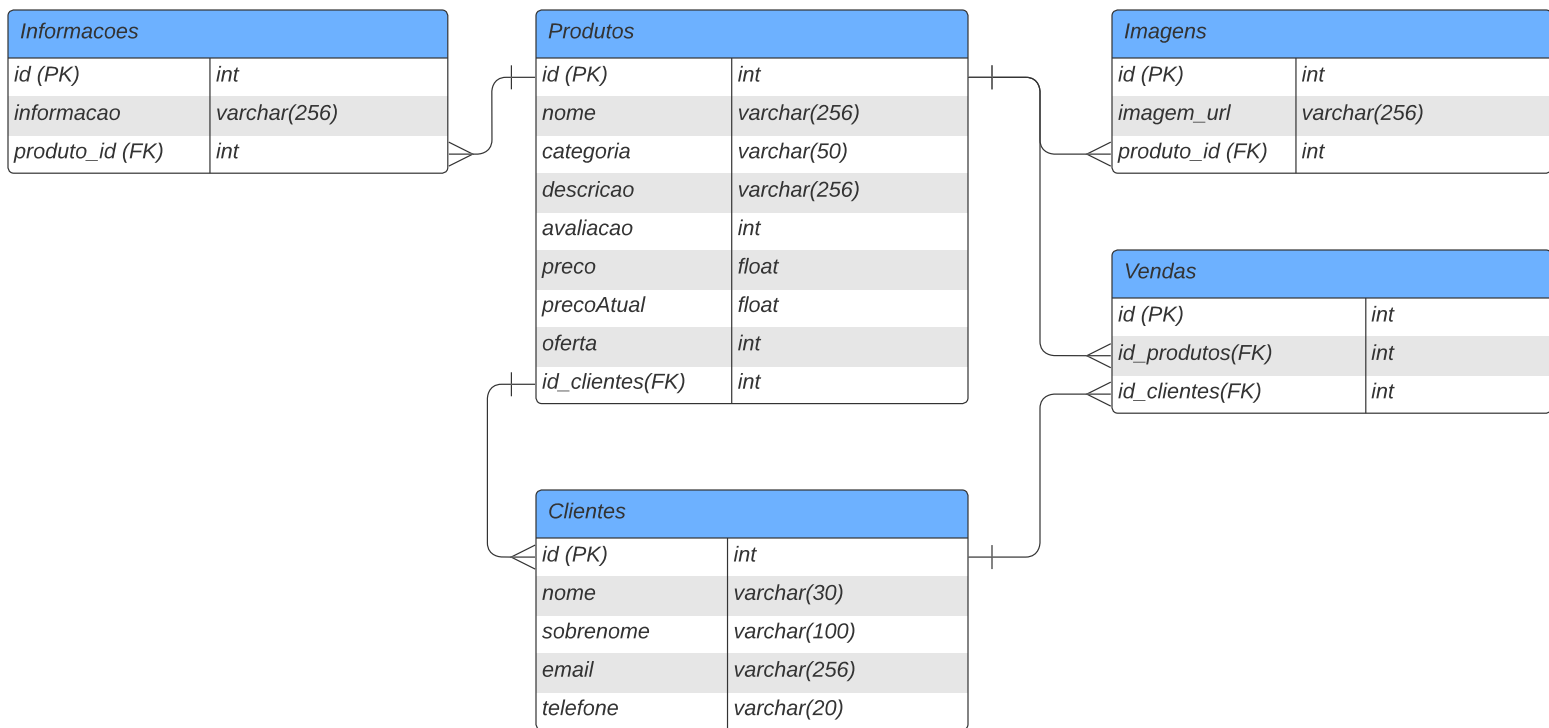 Informacoes
id (PK) int
informacao varchar(256)
produto_id (FK) int
Produtos
id (PK) int
nome varchar(256)
categoria varchar(50)
descricao varchar(256)
avaliacao int
preco float
precoAtual float
oferta int
id_clientes(FK) int
Imagens
id (PK) int
imagem_url varchar(256)
produto_id (FK) int
Vendas
id (PK) int
id_produtos(FK) int
id_clientes(FK) int
Clientes
id (PK) int
nome varchar(30)
sobrenome varchar(100)
email varchar(256)
telefone varchar(20)